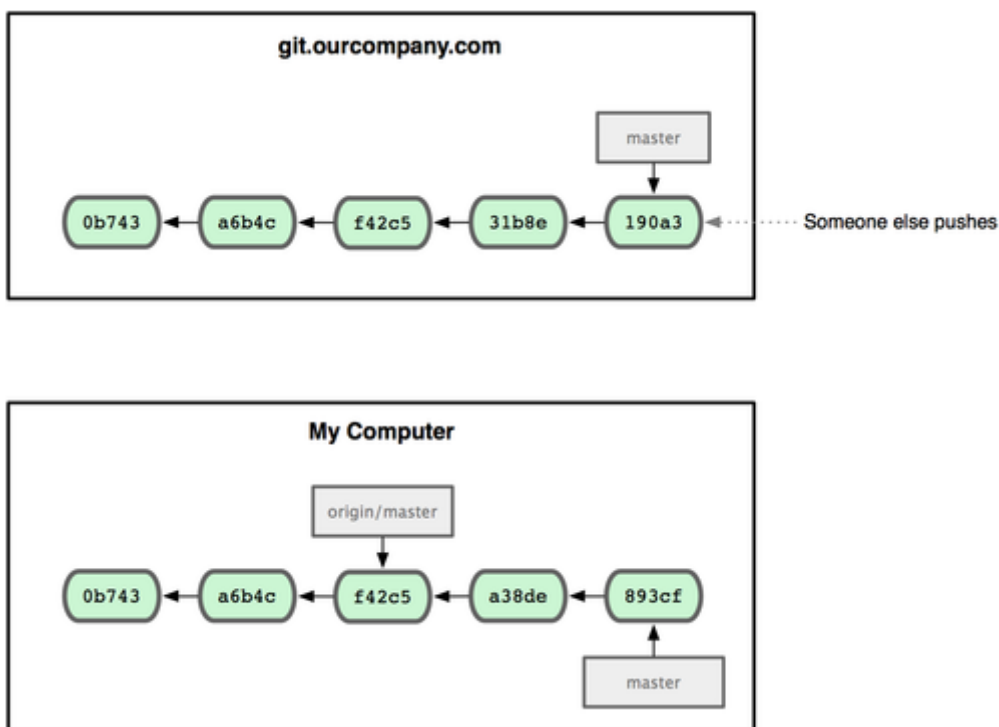 git.ourcompany.com
master
0b743
a6b4c
f42c5
31b8e
190a3
Someone else pushes
My Computer
origin/master
0b743
a6b4c
f42c5
a38de
893cf
master